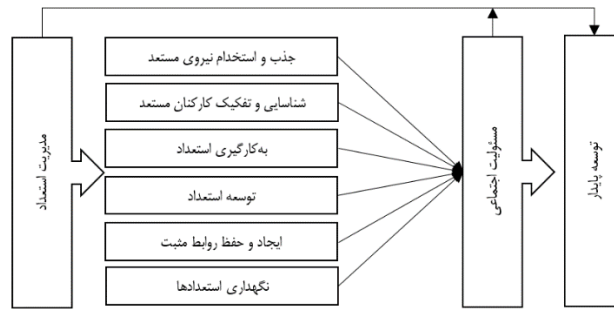 مدیریت استعداد
جذب و استخدام نیروی مستعد
شناسایی و تفکیک کارکنان مستعد
به‌کارگیری استعداد
توسعه استعداد
ایجاد و حفظ روابط مثبت
نگهداری استعدادها
مسئولیت اجتماعی
توسعه پایدار